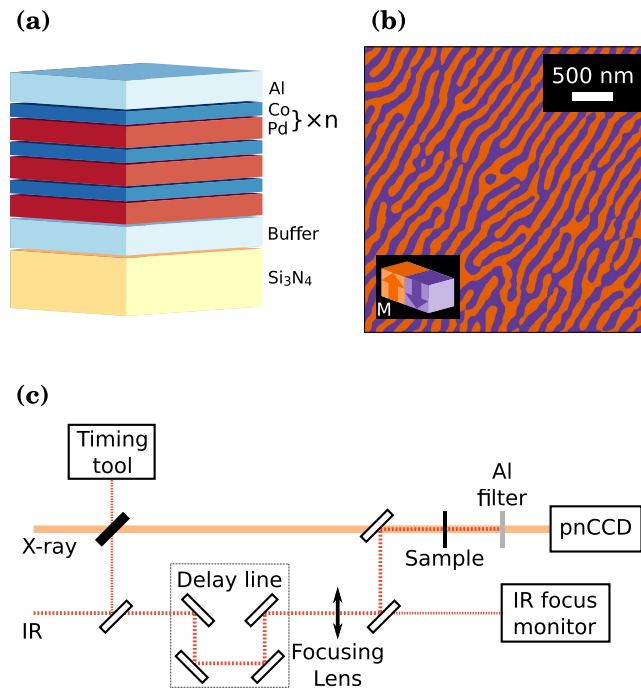 (a)
Al
Co
Pd
}×n
Buffer
Si₃N₄
(b)
500 nm
M
(c)
Timing
tool
X-ray
IR
Delay line
Focusing
Lens
Sample
Al
filter
pnCCD
IR focus
monitor